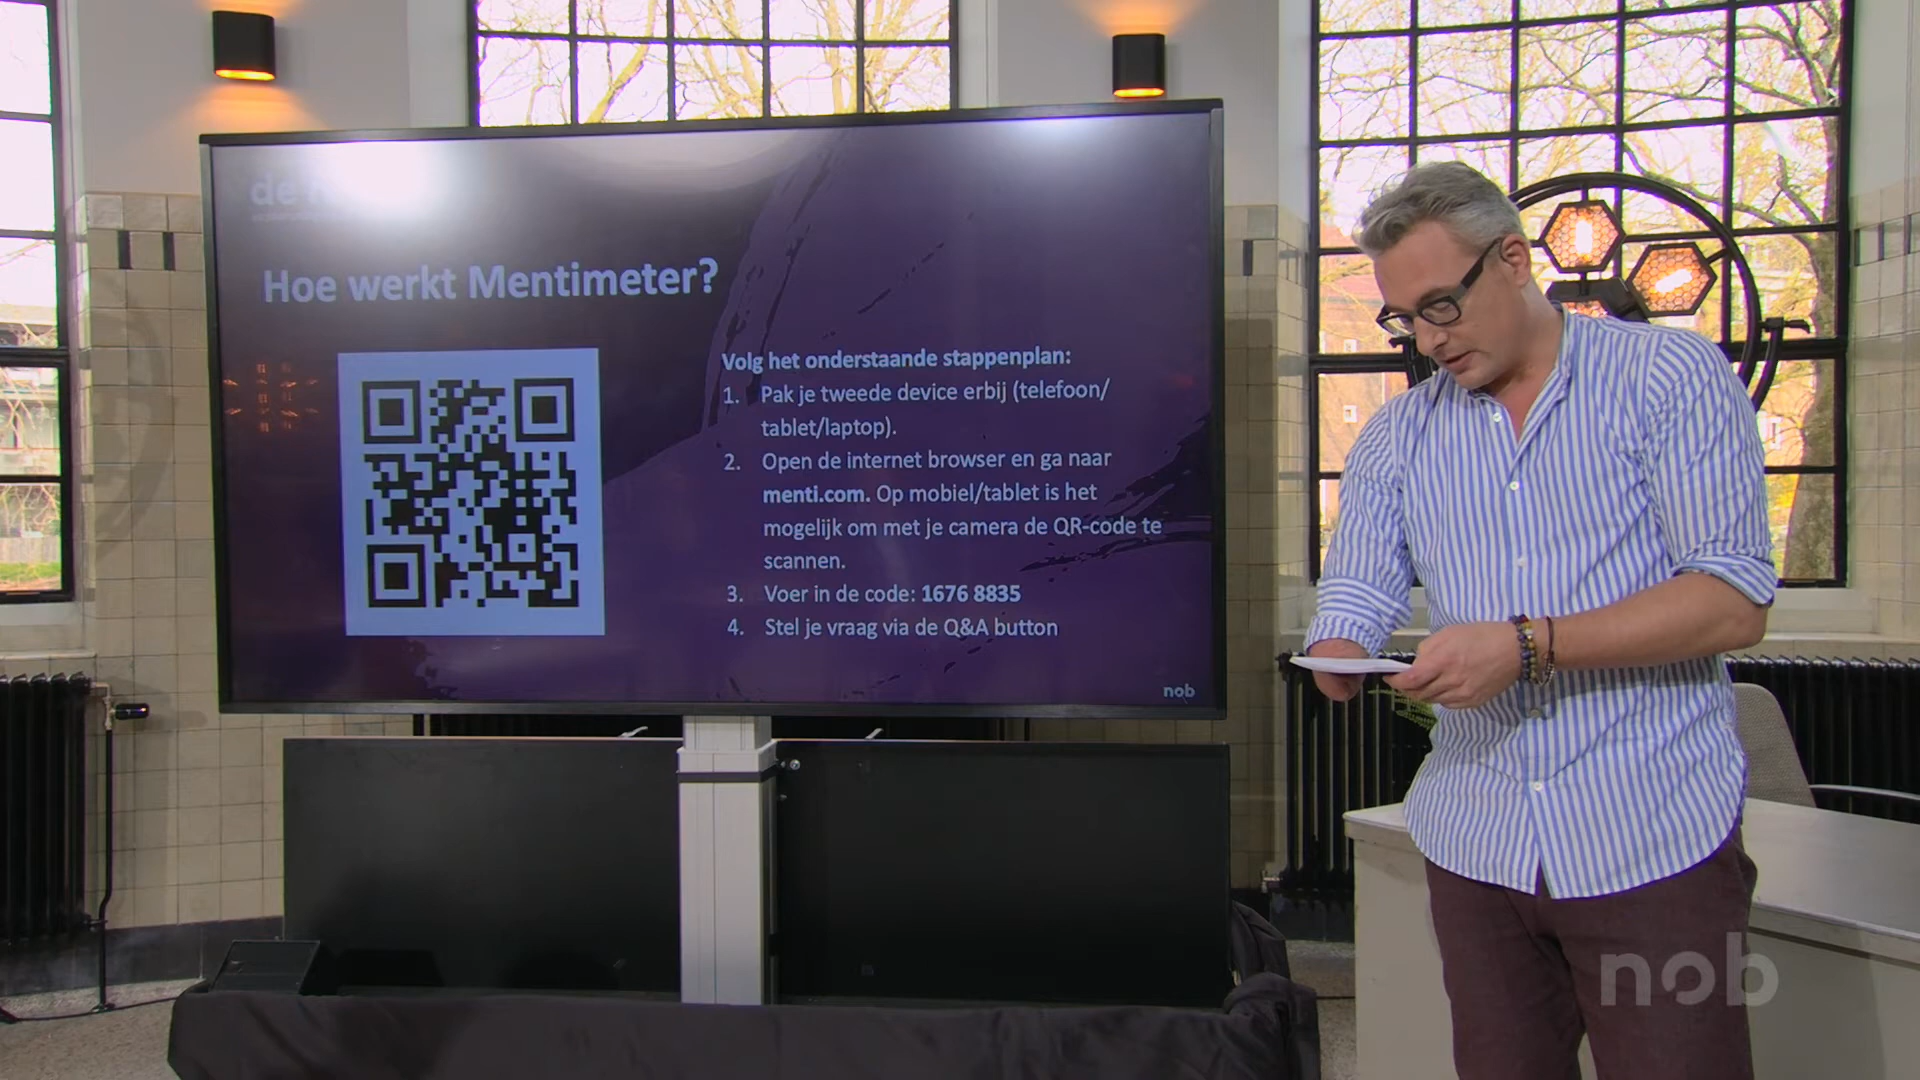 de
Hoe werkt Mentimeter?
Volg het onderstaande stappenplan:
1. Pak je tweede device erbij (telefoon/
tablet/laptop).
2. Open de internet browser en ga naar
menti.com. Op mobiel/tablet is het
mogelijk om met je camera de QR-code te
scannen.
3. Voer in de code: 1676 8835
4. Stel je vraag via de Q&A button
nob
nob